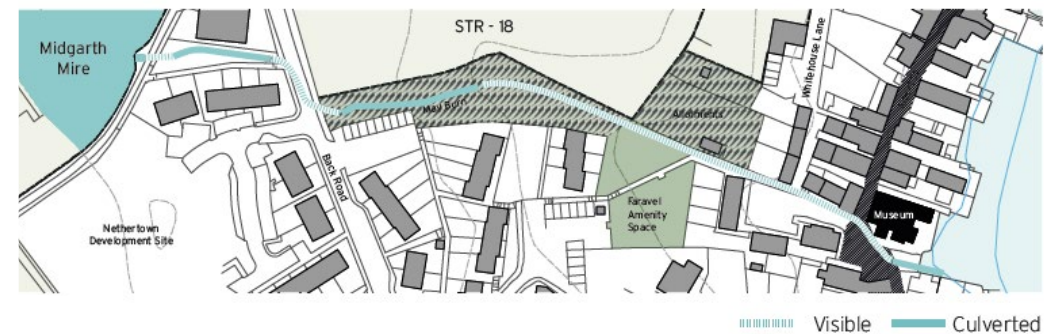 STR - 18
Midgarth
Mire
Whitehouse Lane
May Burn
Allotments
Back Road
Faravel
Amenity
Space
Museum
Nethertown
Development Site
Visible
Culverted